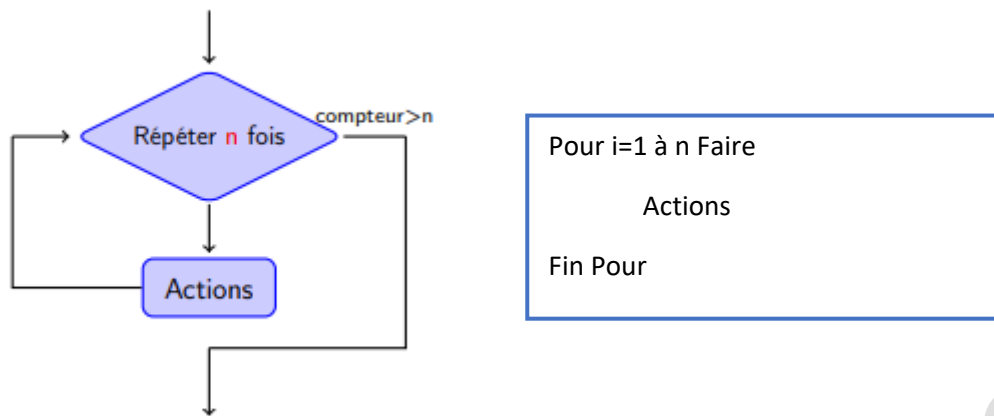 compteur>n
Répéter n fois
Actions
Pour i=1 à n Faire
Actions
Fin Pour